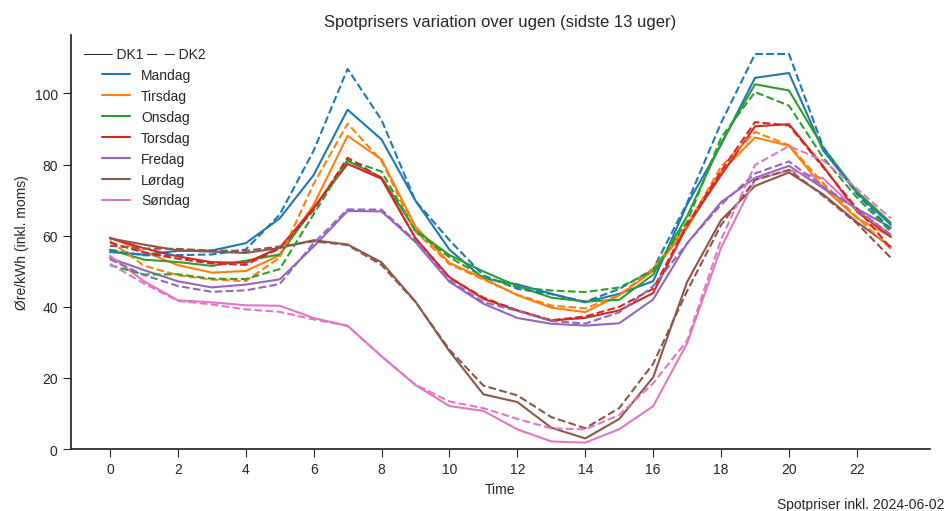 Spotprisers variation over ugen (sidste 13 uger)
DK1 DK2
Mandag
Tirsdag
Onsdag
Torsdag
Fredag
Lørdag
Søndag
Øre/kWh (inkl. moms)
100
80
60
40
20
0
0 2 4 6 8 10 12 14 16 18 20 22
Time
Spotpriser inkl. 2024-06-02